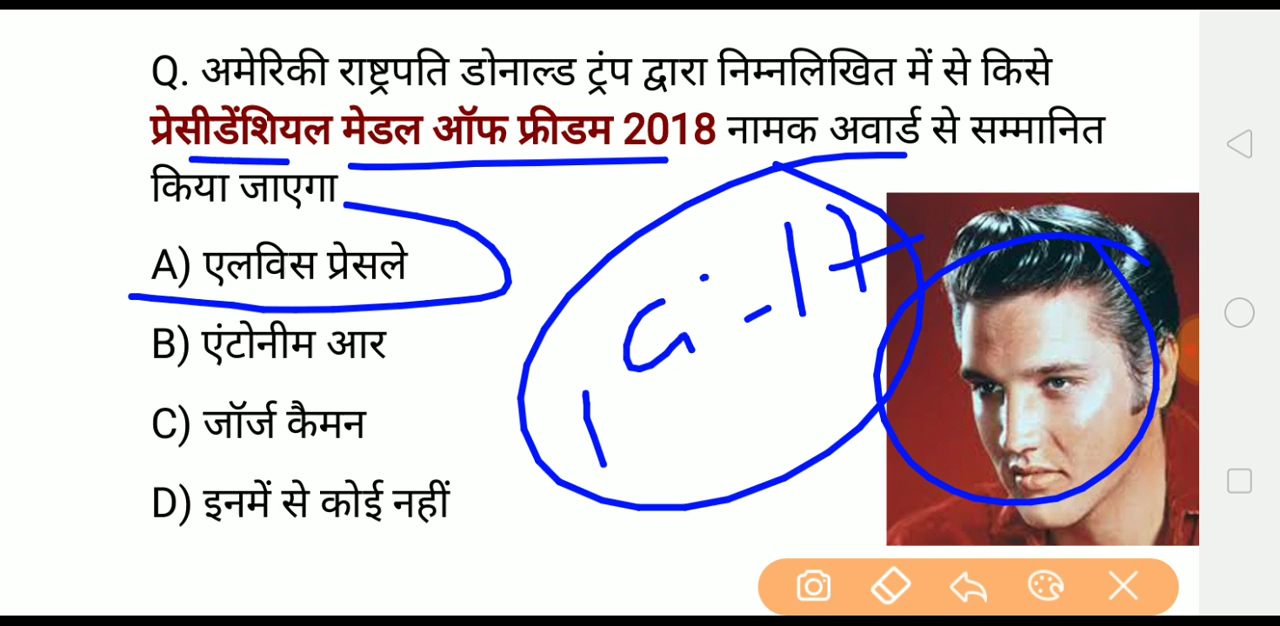 Q. अमेरिकी राष्ट्रपति डोनाल्ड ट्रंप द्वारा निम्नलिखित में से किसे
प्रेसीडेंशियल मेडल ऑफ फ्रीडम 2018 नामक अवार्ड से सम्मानित
किया जाएगा
A) एलविस प्रेसले
B) एंटोनीम आर
C) जॉर्ज कैमन
D) इनमें से कोई नहीं